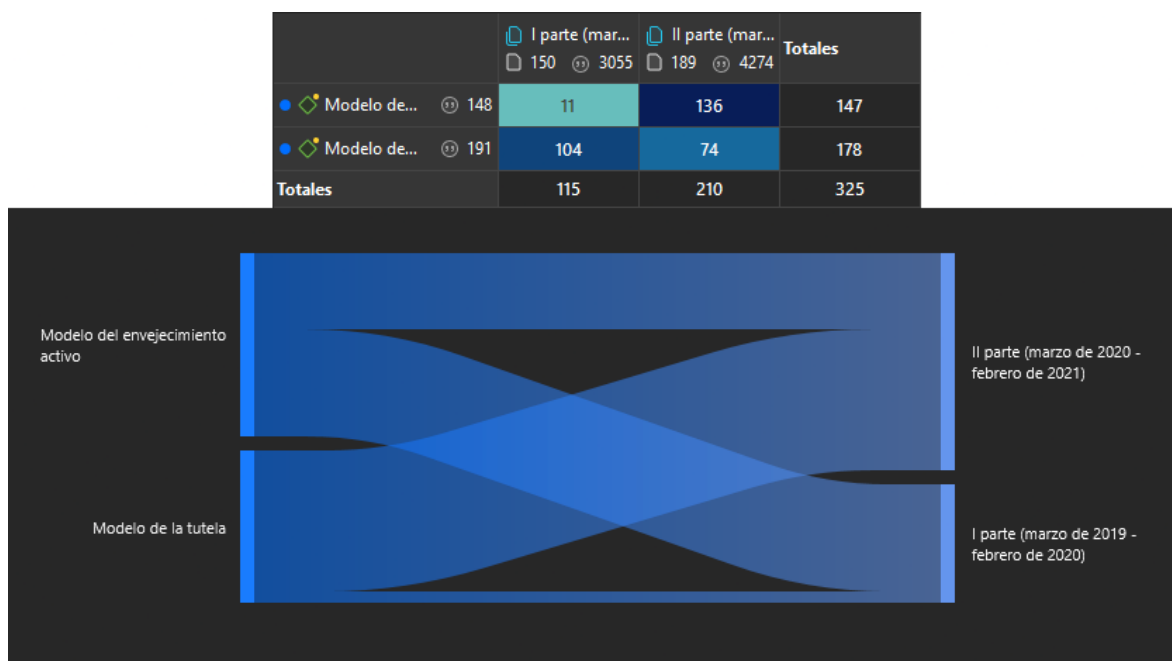 I parte (mar... II parte (mar... Totales
150 3055 189 4274
Modelo de... 148 11 136 147
Modelo de... 191 104 74 178
Totales 115 210 325
Modelo del envejecimiento
activo
II parte (marzo de 2020 -
febrero de 2021)
Modelo de la tutela
I parte (marzo de 2019 -
febrero de 2020)